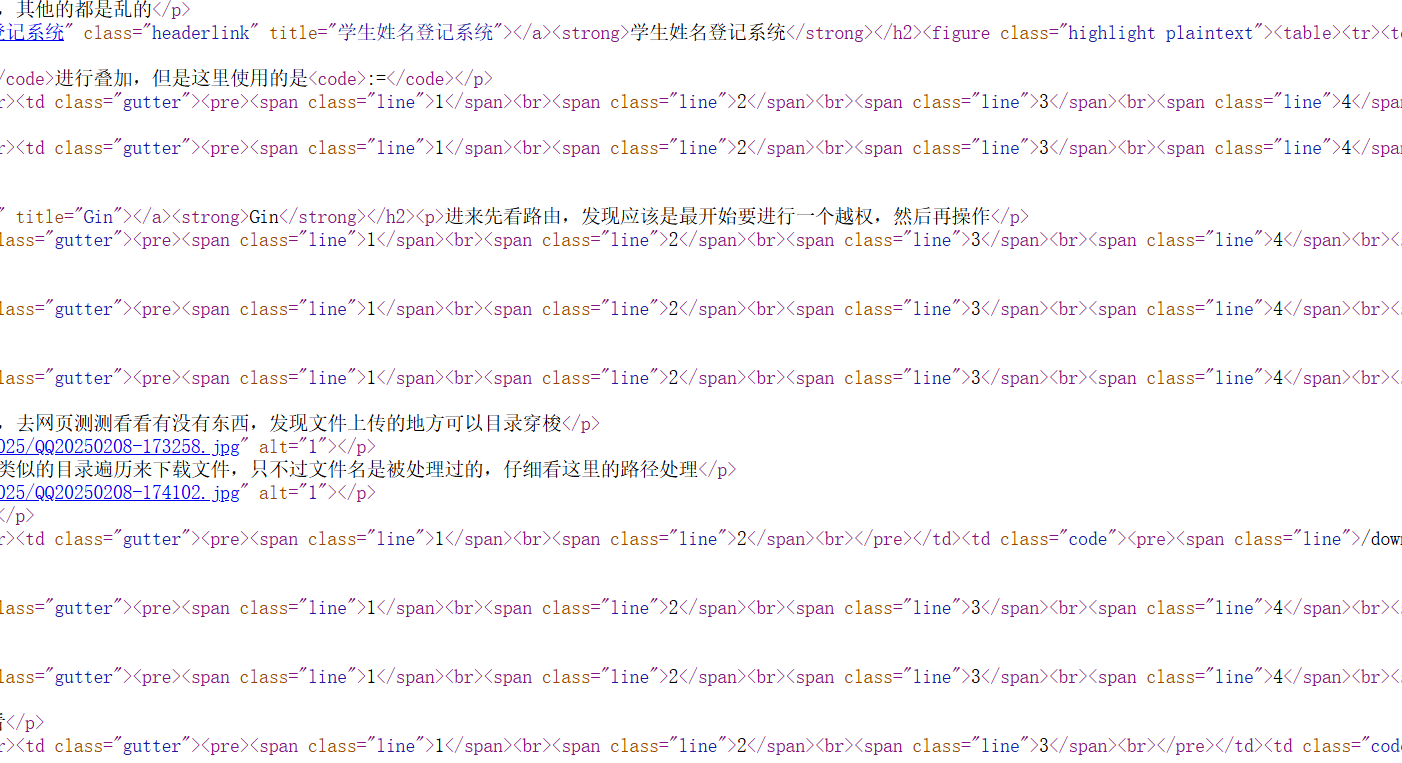 ，其他的都是乱的</p>
登记系统" class="headerlink" title="学生姓名登记系统"></a><strong>学生姓名登记系统</strong></h2><figure class="highlight plaintext"><table><tr><t
/code>进行叠加，但是这里使用的是<code>:=</code></p>
r><td class="gutter"><pre><span class="line">1</span><br><span class="line">2</span><br><span class="line">3</span><br><span class="line">4</spa
r><td class="gutter"><pre><span class="line">1</span><br><span class="line">2</span><br><span class="line">3</span><br><span class="line">4</spa
" title="Gin"></a><strong>Gin</strong></h2><p>进来先看路由，发现应该是最开始要进行一个越权，然后再操作</p>
lass="gutter"><pre><span class="line">1</span><br><span class="line">2</span><br><span class="line">3</span><br><span class="line">4</span><br><
lass="gutter"><pre><span class="line">1</span><br><span class="line">2</span><br><span class="line">3</span><br><span class="line">4</span><br><
lass="gutter"><pre><span class="line">1</span><br><span class="line">2</span><br><span class="line">3</span><br><span class="line">4</span><br><
，去网页测测看看有没有东西，发现文件上传的地方可以目录穿梭</p>
025/QQ20250208-173258.jpg" alt="1"></p>
类似的目录遍历来下载文件，只不过文件名是被处理过的，仔细看这里的路径处理</p>
025/QQ20250208-174102.jpg" alt="1"></p>
</p>
r><td class="gutter"><pre><span class="line">1</span><br><span class="line">2</span><br></pre></td><td class="code"><pre><span class="line">/dow
lass="gutter"><pre><span class="line">1</span><br><span class="line">2</span><br><span class="line">3</span><br><span class="line">4</span><br><
lass="gutter"><pre><span class="line">1</span><br><span class="line">2</span><br><span class="line">3</span><br><span class="line">4</span><br><
</p>
r><td class="gutter"><pre><span class="line">1</span><br><span class="line">2</span><br><span class="line">3</span><br></pre></td><td class="cod